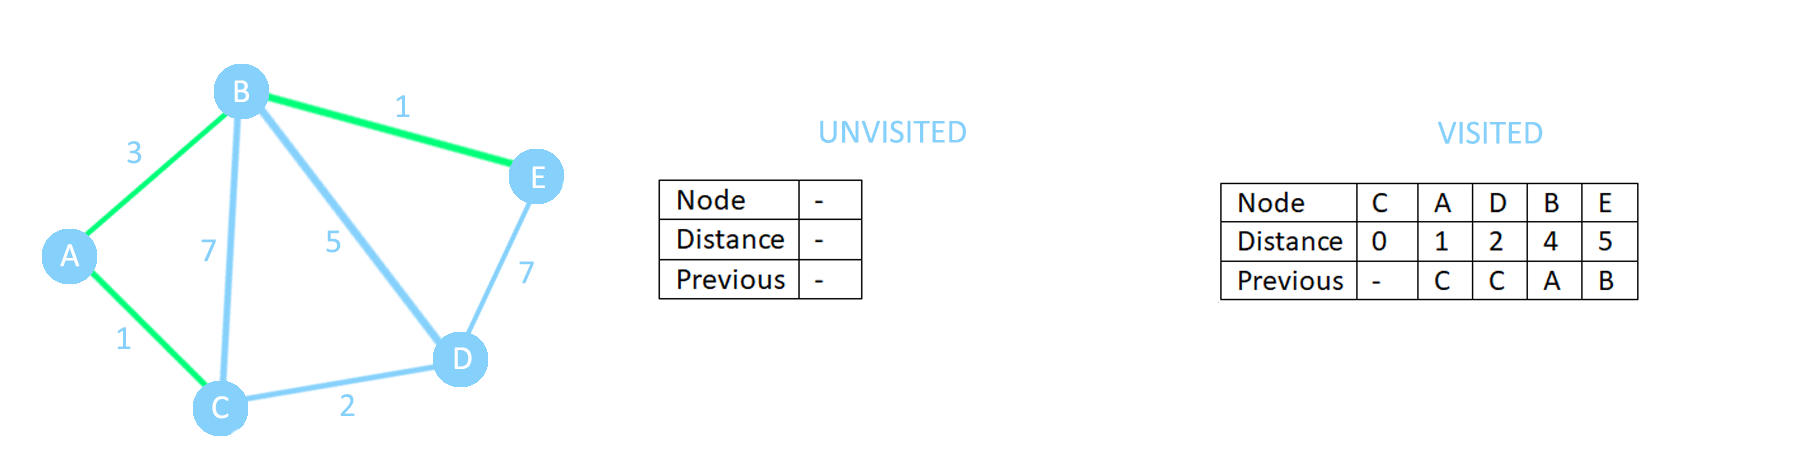 B
1
3
E
A
7
5
7
1
D
C
2
UNVISITED
Node -
Distance -
Previous -
VISITED
Node C A D B E
Distance 0 1 2 4 5
Previous - C C A B